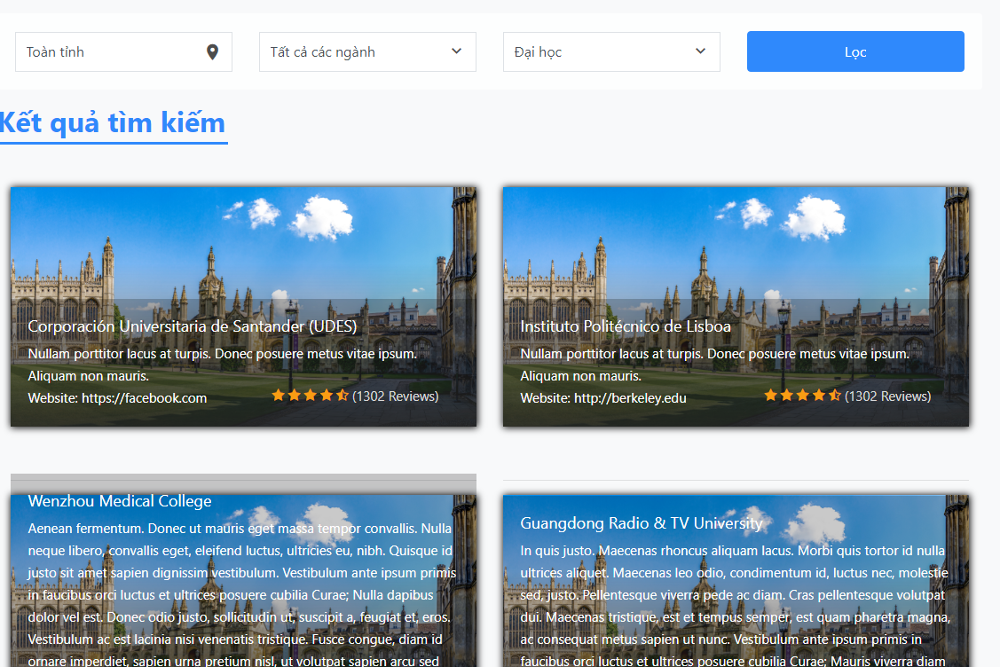 Toàn tỉnh
Tất cả các ngành
Đại học
Lọc
Kết quả tìm kiếm
Corporación Universitaria de Santander (UDES)
Nullam porttitor lacus at turpis. Donec posuere metus vitae ipsum.
Aliquam non mauris.
Website: https://facebook.com
(1302 Reviews)
Instituto Politécnico de Lisboa
Nullam porttitor lacus at turpis. Donec posuere metus vitae ipsum.
Aliquam non mauris.
Website: http://berkeley.edu
(1302 Reviews)
Wenzhou Medical College
Aenean fermentum. Donec ut mauris eget massa tempor convallis. Nulla
neque libero, convallis eget, eleifend luctus, ultricies eu, nibh. Quisque id
justo sit amet sapien dignissim vestibulum. Vestibulum ante ipsum primis
in faucibus orci luctus et ultrices posuere cubilia Curae; Nulla dapibus
dolor vel est. Donec odio justo, sollicitudin ut, suscipit a, feugiat et, eros.
Vestibulum ac est lacinia nisi venenatis tristique. Fusce congue, diam id
ornare imperdiet, sapien urna pretium nisl, ut volutpat sapien arcu sed
Guangdong Radio & TV University
In quis justo. Maecenas rhoncus aliquam lacus. Morbi quis tortor id nulla
ultrices aliquet. Maecenas leo odio, condimentum id, luctus nec, molestie
sed, justo. Pellentesque viverra pede ac diam. Cras pellentesque volutpat
dui. Maecenas tristique, est et tempus semper, est quam pharetra magna,
ac consequat metus sapien ut nunc. Vestibulum ante ipsum primis in
faucibus orci luctus et ultrices posuere cubilia Curae; Mauris viverra diam